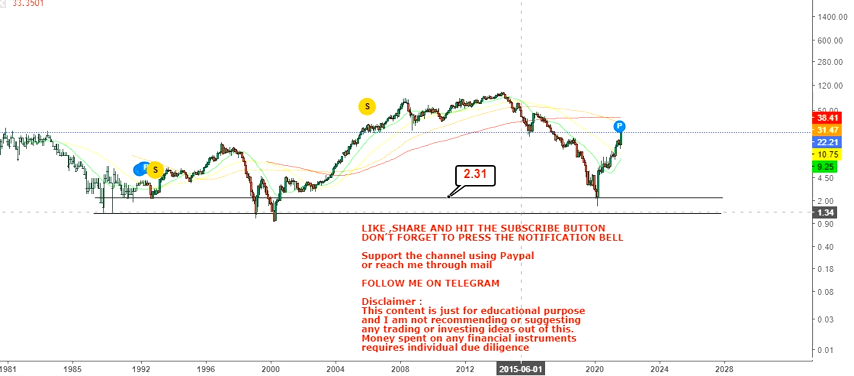 33.3501
1400.00
600.00
280.00
120.00
50.00
38.41
31.47
22.21
10.75
9.25
4.50
2.00
1.34
0.90
0.40
0.18
0.08
0.03
0.01
S
P
S
P
2.31
LIKE ,SHARE AND HIT THE SUBSCRIBE BUTTON
DON'T FORGET TO PRESS THE NOTIFICATION BELL
Support the channel using Paypal
or reach me through mail
FOLLOW ME ON TELEGRAM
Disclaimer :
This content is just for educational purpose
and I am not recommending or suggesting
any trading or investing ideas out of this.
Money spent on any financial instruments
requires individual due diligence
1981 1985 1992 1996 2000 2004 2008 2012 2015-06-01 2020 2024 2028